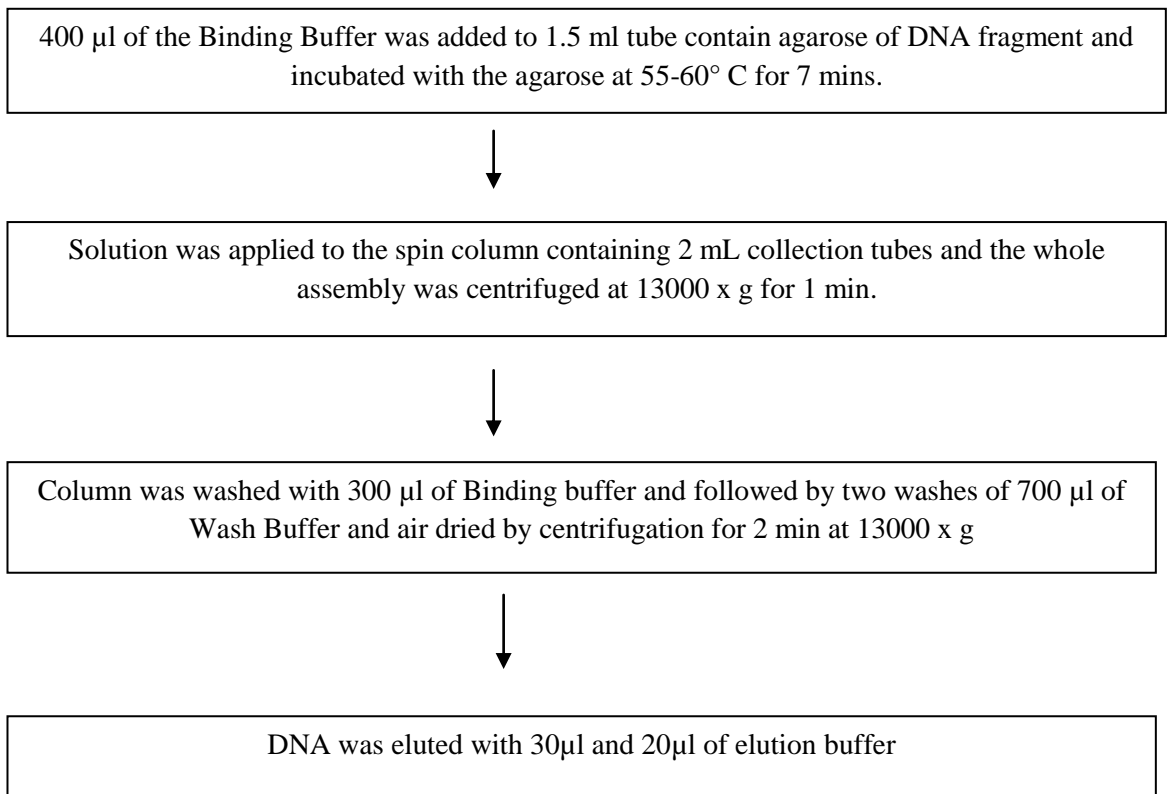 400 µl of the Binding Buffer was added to 1.5 ml tube contain agarose of DNA fragment and
incubated with the agarose at 55-60° C for 7 mins.
Solution was applied to the spin column containing 2 mL collection tubes and the whole
assembly was centrifuged at 13000 x g for 1 min.
Column was washed with 300 µl of Binding buffer and followed by two washes of 700 µl of
Wash Buffer and air dried by centrifugation for 2 min at 13000 x g
DNA was eluted with 30µl and 20µl of elution buffer